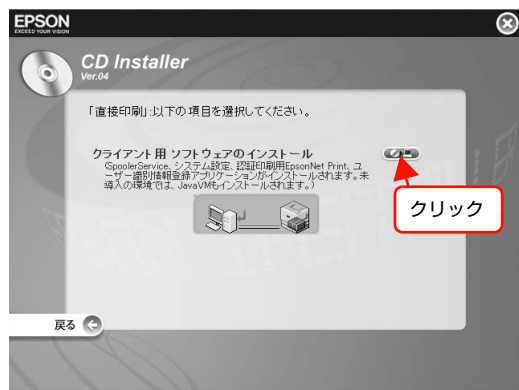 EPSON
EXCEED YOUR VISION
CD Installer
Ver.04
「直接印刷」:以下の項目を選択してください。
クライアント用 ソフトウェアのインストール
(SpoolerService、システム設定、認証印刷用EpsonNet Print、ユ
ーザー識別情報登録アプリケーションがインストールされます。未
導入の環境では、JavaVMもインストールされます。)
クリック
戻る